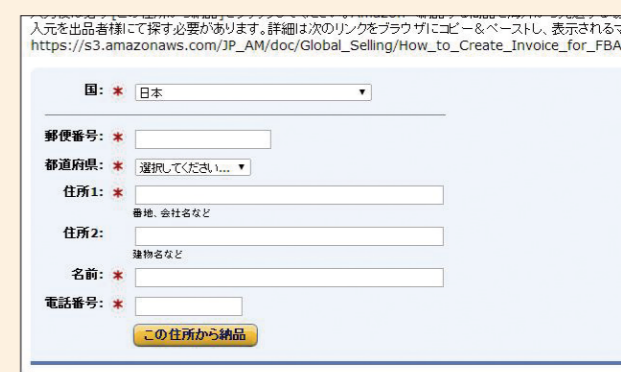 入元を出品者様にて探す必要があります。詳細は次のリンクをブラウザにコピー＆ペーストし、表示されるマ
https://s3.amazonaws.com/JP_AM/doc/Global_Selling/How_to_Create_Invoice_for_FBA
国: * 日本
郵便番号: *
都道府県: * 選択してください...
住所1: *
番地、会社名など
住所2:
建物名など
名前: *
電話番号: *
この住所から納品